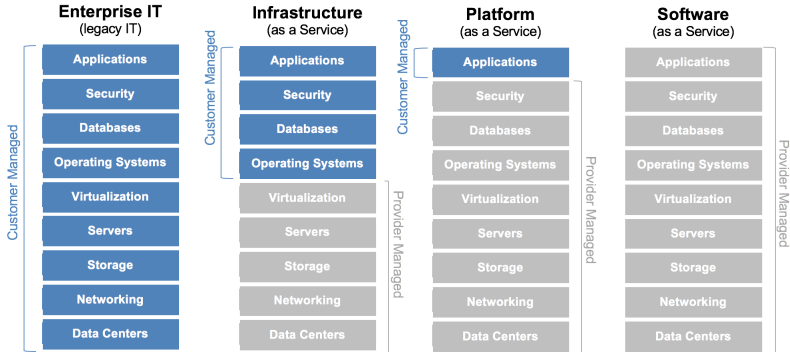 Enterprise IT
(legacy IT)
Customer Managed
Applications
Security
Databases
Operating Systems
Virtualization
Servers
Storage
Networking
Data Centers
Infrastructure
(as a Service)
Customer Managed
Applications
Security
Databases
Operating Systems
Virtualization
Servers
Storage
Networking
Data Centers
Provider Managed
Platform
(as a Service)
Customer Managed
Applications
Security
Databases
Operating Systems
Virtualization
Servers
Storage
Networking
Data Centers
Provider Managed
Software
(as a Service)
Applications
Security
Databases
Operating Systems
Virtualization
Servers
Storage
Networking
Data Centers
Provider Managed